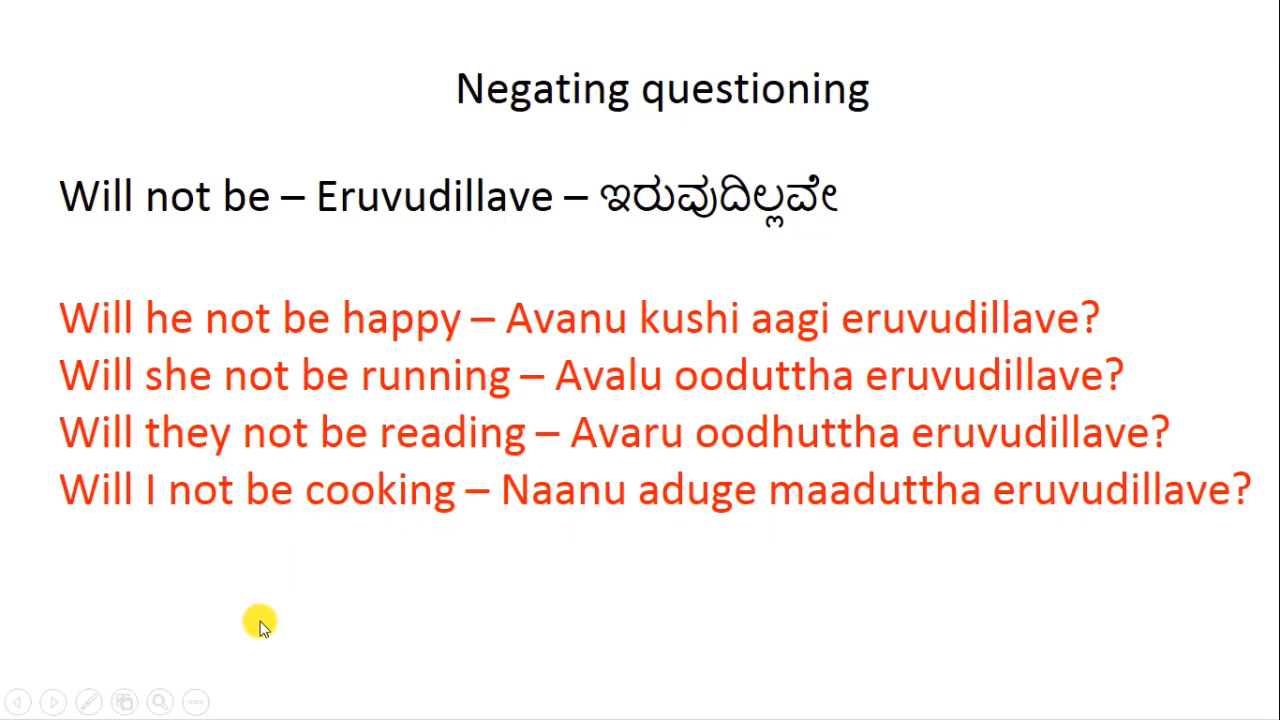 Negating questioning
Will not be – Eruvudillave – ಇರುವುದಿಲ್ಲವೇ
Will he not be happy – Avanu kushi aagi eruvudillave?
Will she not be running – Avalu ooduttha eruvudillave?
Will they not be reading – Avaru oodhuttha eruvudillave?
Will I not be cooking – Naanu aduge maaduttha eruvudillave?